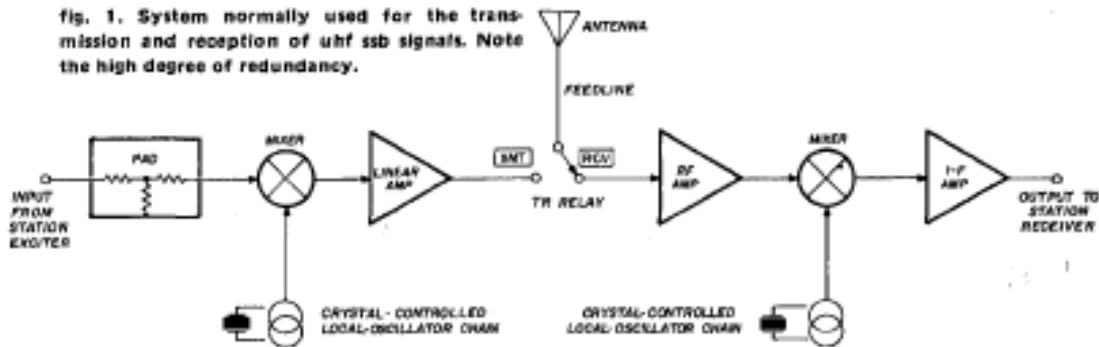 fig. 1. System normally used for the trans-
mission and reception of uhf ssb signals. Note
the high degree of redundancy.
ANTENNA
FEEDLINE
PAD
MIXER
LINEAR
AMP
XMT
RCV
TR RELAY
RF
AMP
MIXER
I-F
AMP
INPUT
FROM
STATION
EXCITER
OUTPUT TO
STATION
RECEIVER
CRYSTAL-CONTROLLED
LOCAL-OSCILLATOR CHAIN
CRYSTAL-CONTROLLED
LOCAL-OSCILLATOR CHAIN